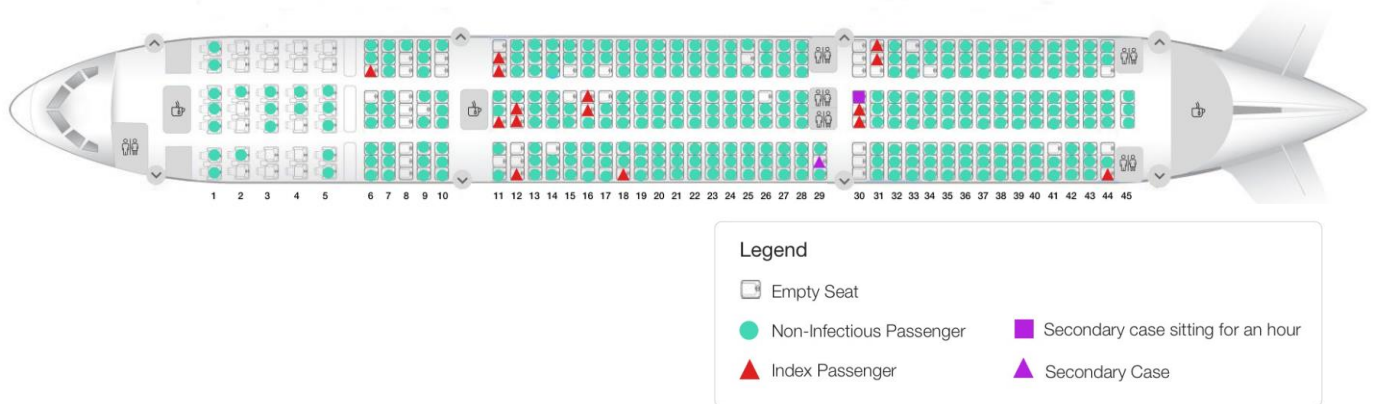 1 2 3 4 5 6 7 8 9 10 11 12 13 14 15 16 17 18 19 20 21 22 23 24 25 26 27 28 29 30 31 32 33 34 35 36 37 38 39 40 41 42 43 44 45
Legend
Empty Seat
Non-Infectious Passenger
Secondary case sitting for an hour
Index Passenger
Secondary Case